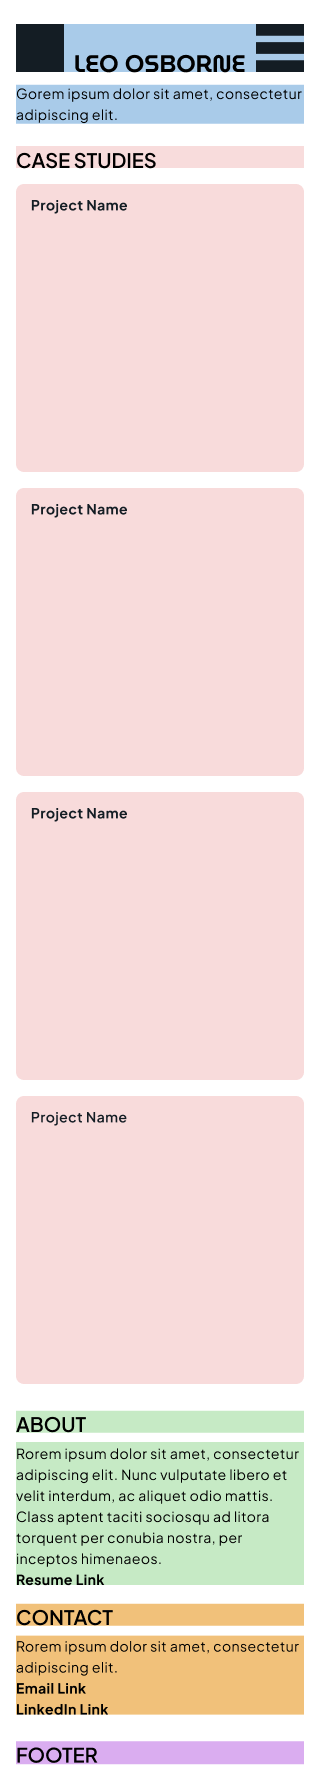 LEO OSBORNE
Gorem ipsum dolor sit amet, consectetur
adipiscing elit.
CASE STUDIES
Project Name
Project Name
Project Name
Project Name
ABOUT
Rorem ipsum dolor sit amet, consectetur
adipiscing elit. Nunc vulputate libero et
velit interdum, ac aliquet odio mattis.
Class aptent taciti sociosqu ad litora
torquent per conubia nostra, per
inceptos himenaeos.
Resume Link
CONTACT
Rorem ipsum dolor sit amet, consectetur
adipiscing elit.
Email Link
LinkedIn Link
FOOTER